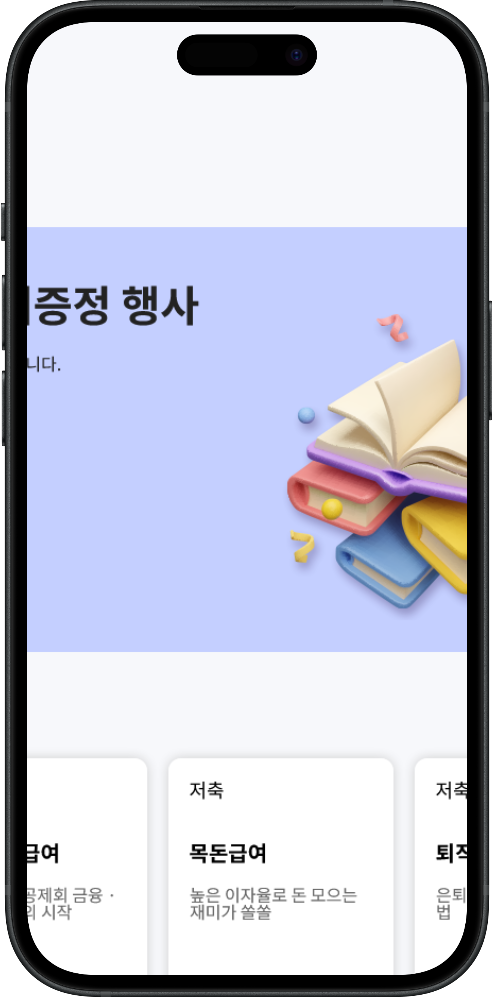 증정 행사
니다.
저축
저축
급여
목돈급여
퇴직
공제회 금융 ·
의 시작
높은 이자율로 돈 모으는
재미가 쏠쏠
은퇴
법